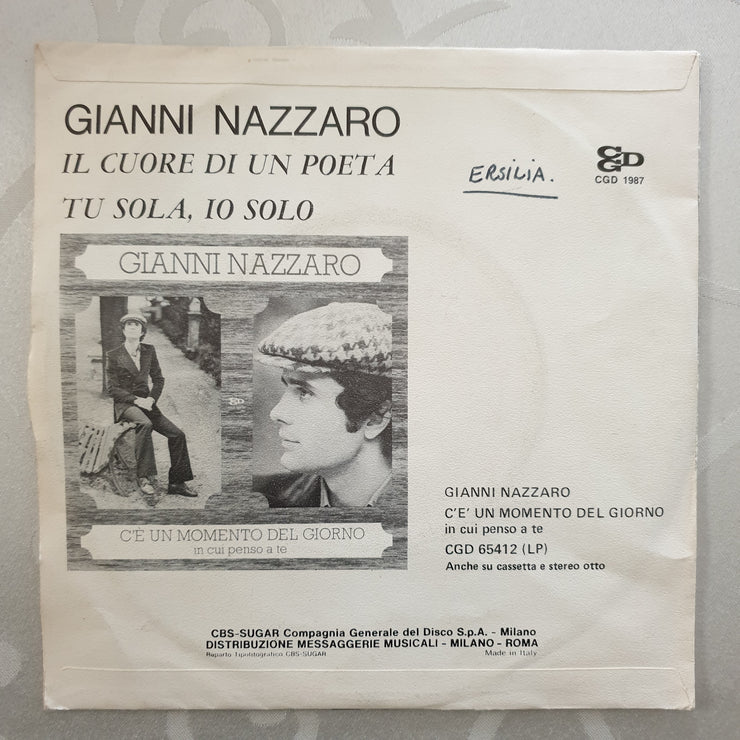 GIANNI NAZZARO
IL CUORE DI UN POETA
TU SOLA, IO SOLO
ERSILIA.
CGD
CGD 1987
GIANNI NAZZARO
CGD
C'È UN MOMENTO DEL GIORNO
in cui penso a te
GIANNI NAZZARO
C'E' UN MOMENTO DEL GIORNO
in cui penso a te
CGD 65412 (LP)
Anche su cassetta e stereo otto
CBS-SUGAR Compagnia Generale del Disco S.p.A. - Milano
DISTRIBUZIONE MESSAGGERIE MUSICALI - MILANO - ROMA
Reparto Tipolitografico CBS-SUGAR Made in Italy